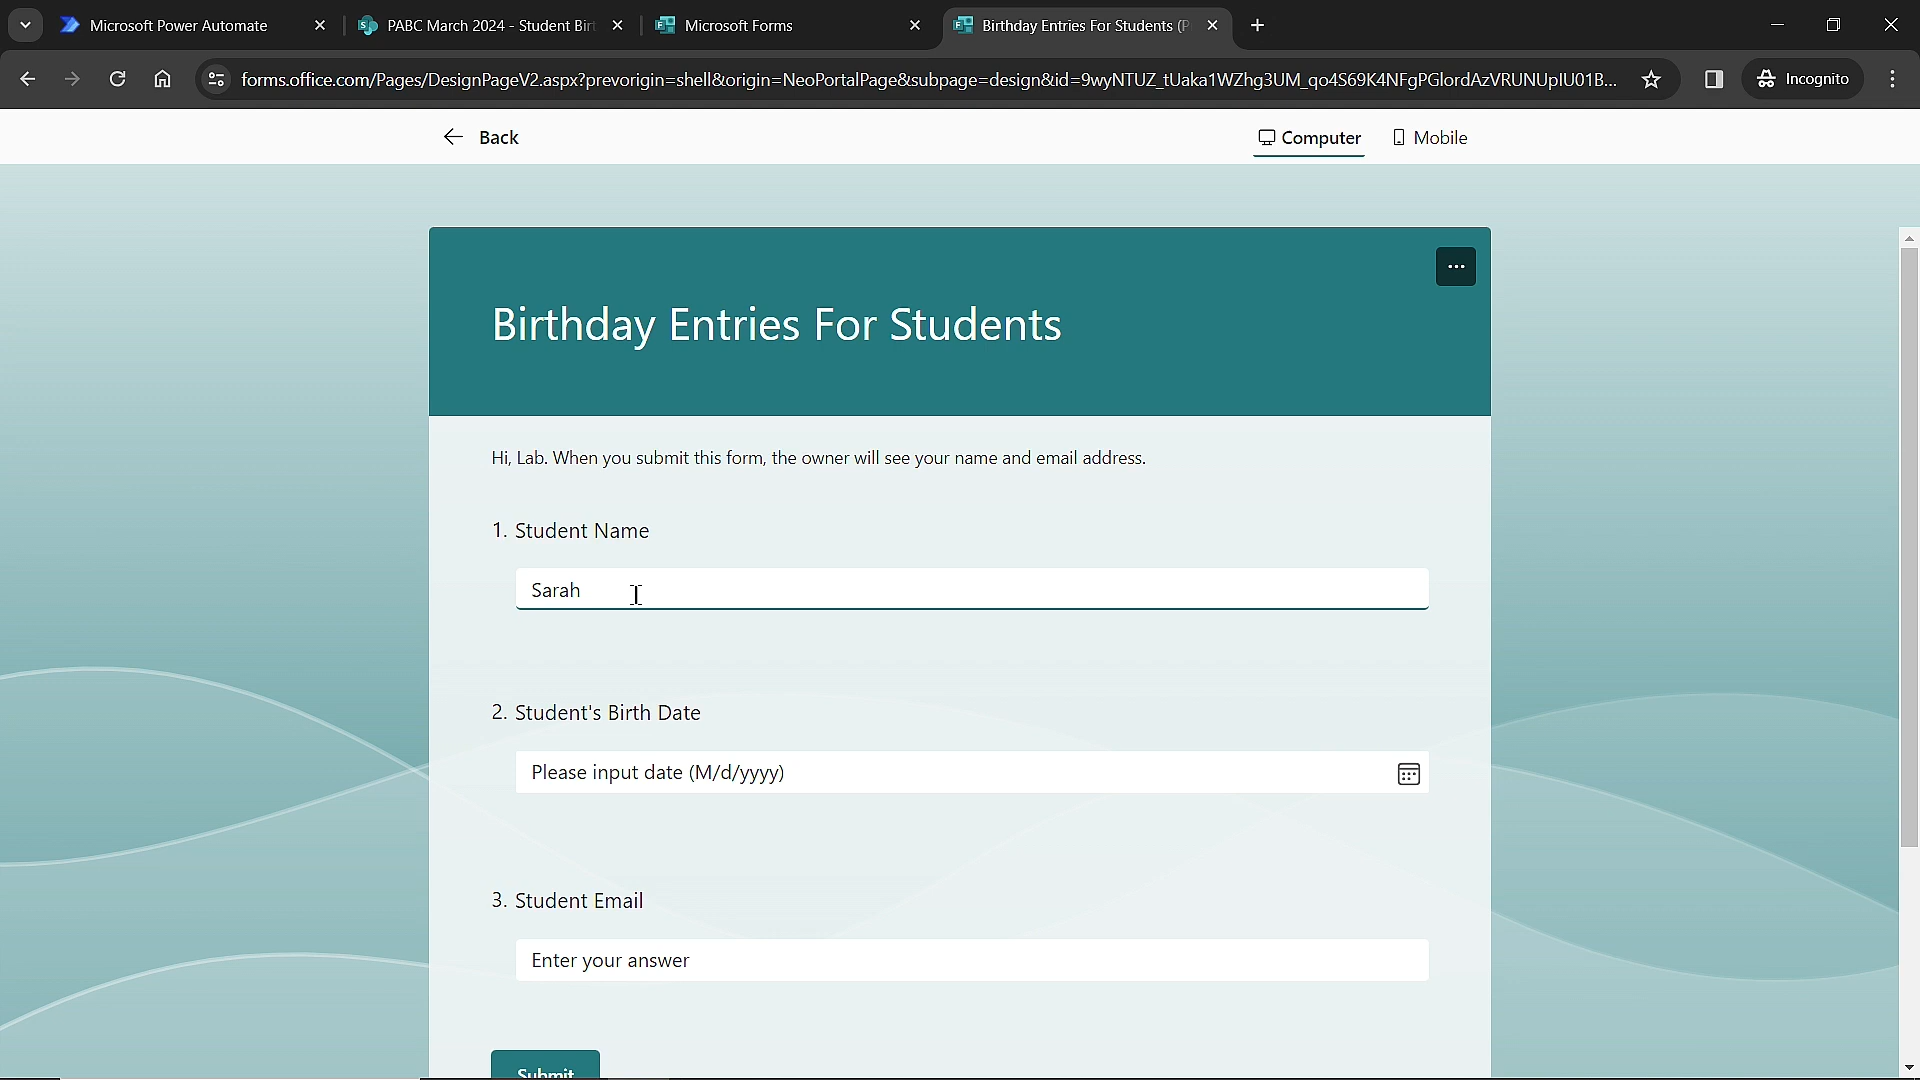 Microsoft Power Automate
PABC March 2024 - Student Bir
Microsoft Forms
Birthday Entries For Students (P
forms.office.com/Pages/DesignPageV2.aspx?prevorigin=shell&origin=NeoPortalPage&subpage=design&id=9wyNTUZ_tUaka1WZhg3UM_qo4S69K4NFgPGlordAzVRUNUplU01B...
Incognito
Back
Computer
Mobile
Birthday Entries For Students
Hi, Lab. When you submit this form, the owner will see your name and email address.
1. Student Name
Sarah
2. Student's Birth Date
Please input date (M/d/yyyy)
3. Student Email
Enter your answer
Submit